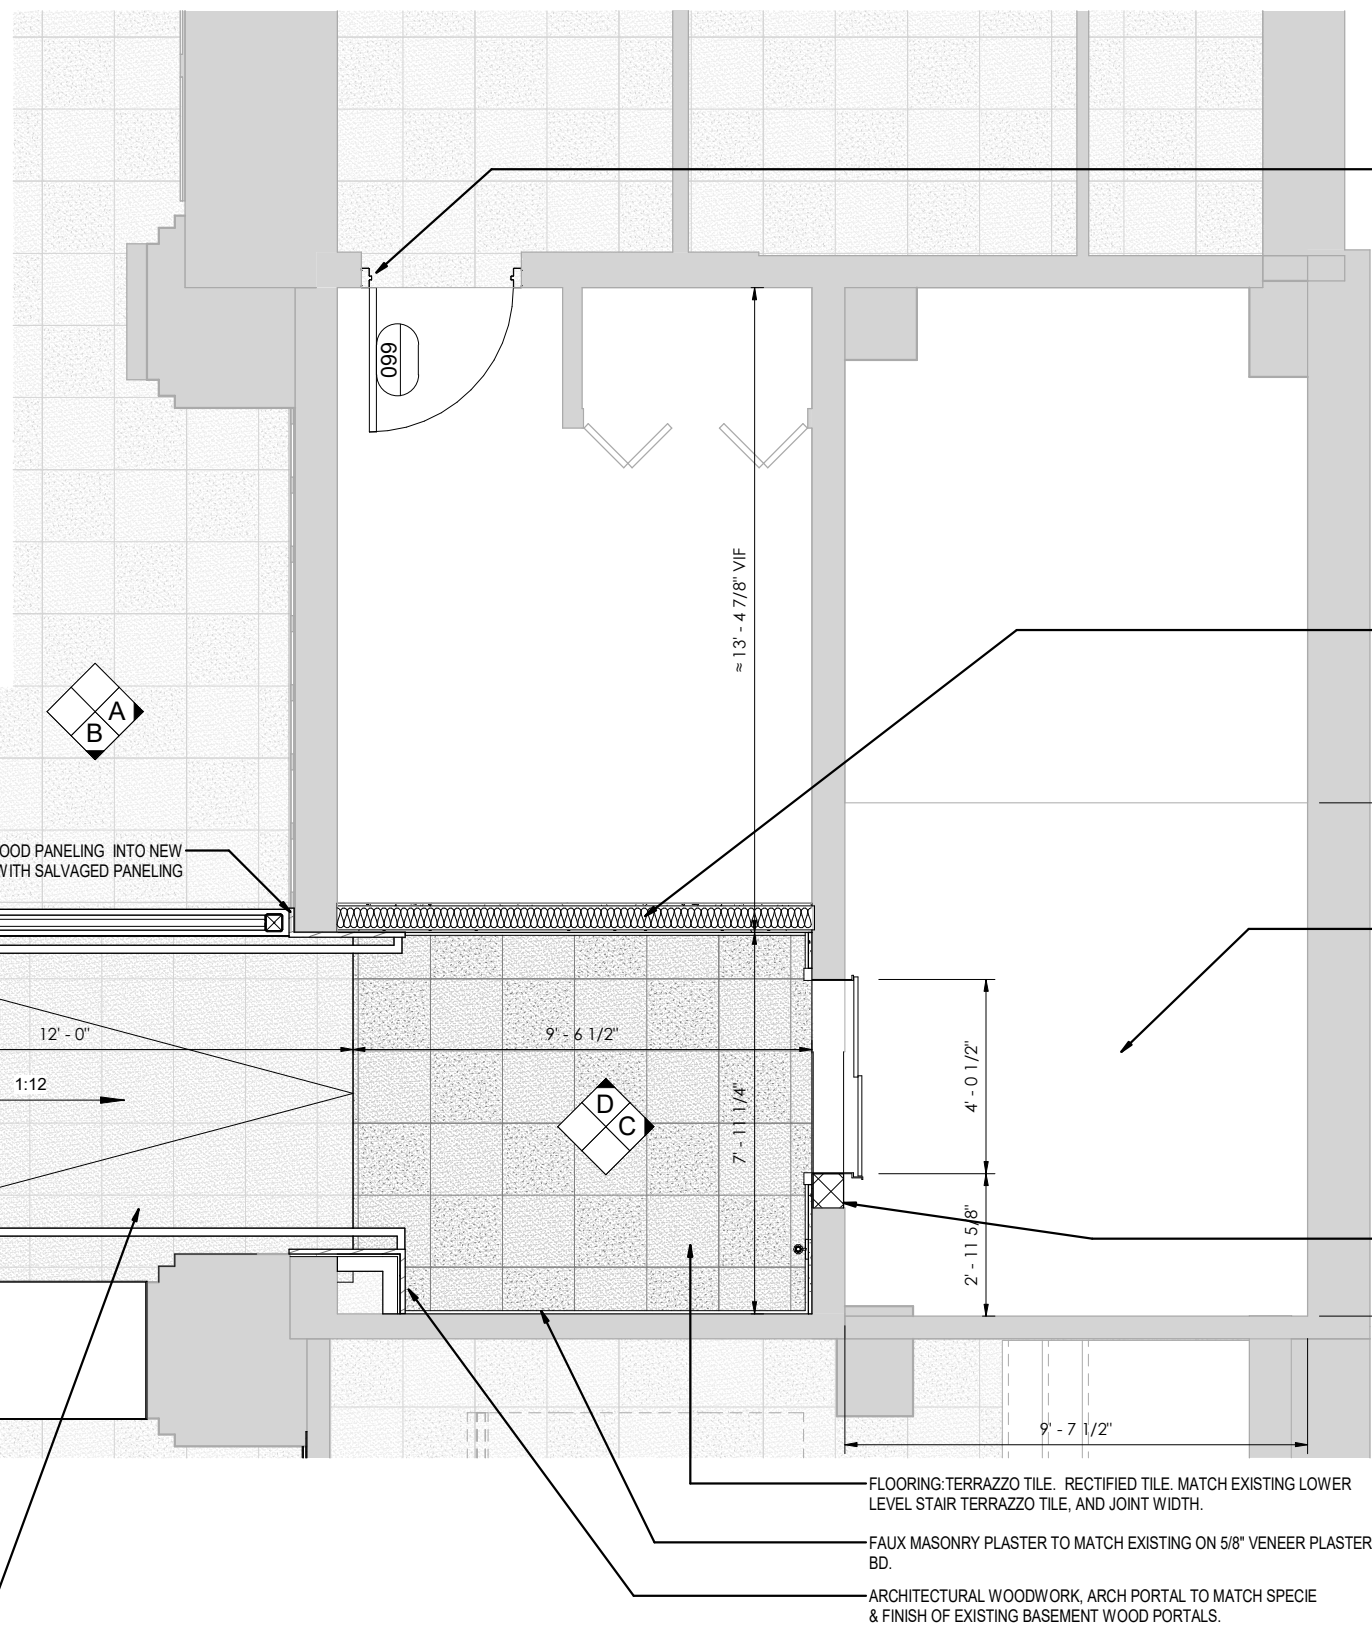 099
≈ 13' - 4 7/8" VIF
A
B
OOD PANELING INTO NEW
WITH SALVAGED PANELING
12' - 0"
9' - 6 1/2"
1:12
D
C
7' - 11 1/4"
4' - 0 1/2"
2' - 11 5/8"
9' - 7 1/2"
FLOORING:TERRAZZO TILE. RECTIFIED TILE. MATCH EXISTING LOWER
LEVEL STAIR TERRAZZO TILE, AND JOINT WIDTH.
FAUX MASONRY PLASTER TO MATCH EXISTING ON 5/8" VENEER PLASTER
BD.
ARCHITECTURAL WOODWORK, ARCH PORTAL TO MATCH SPECIE
& FINISH OF EXISTING BASEMENT WOOD PORTALS.